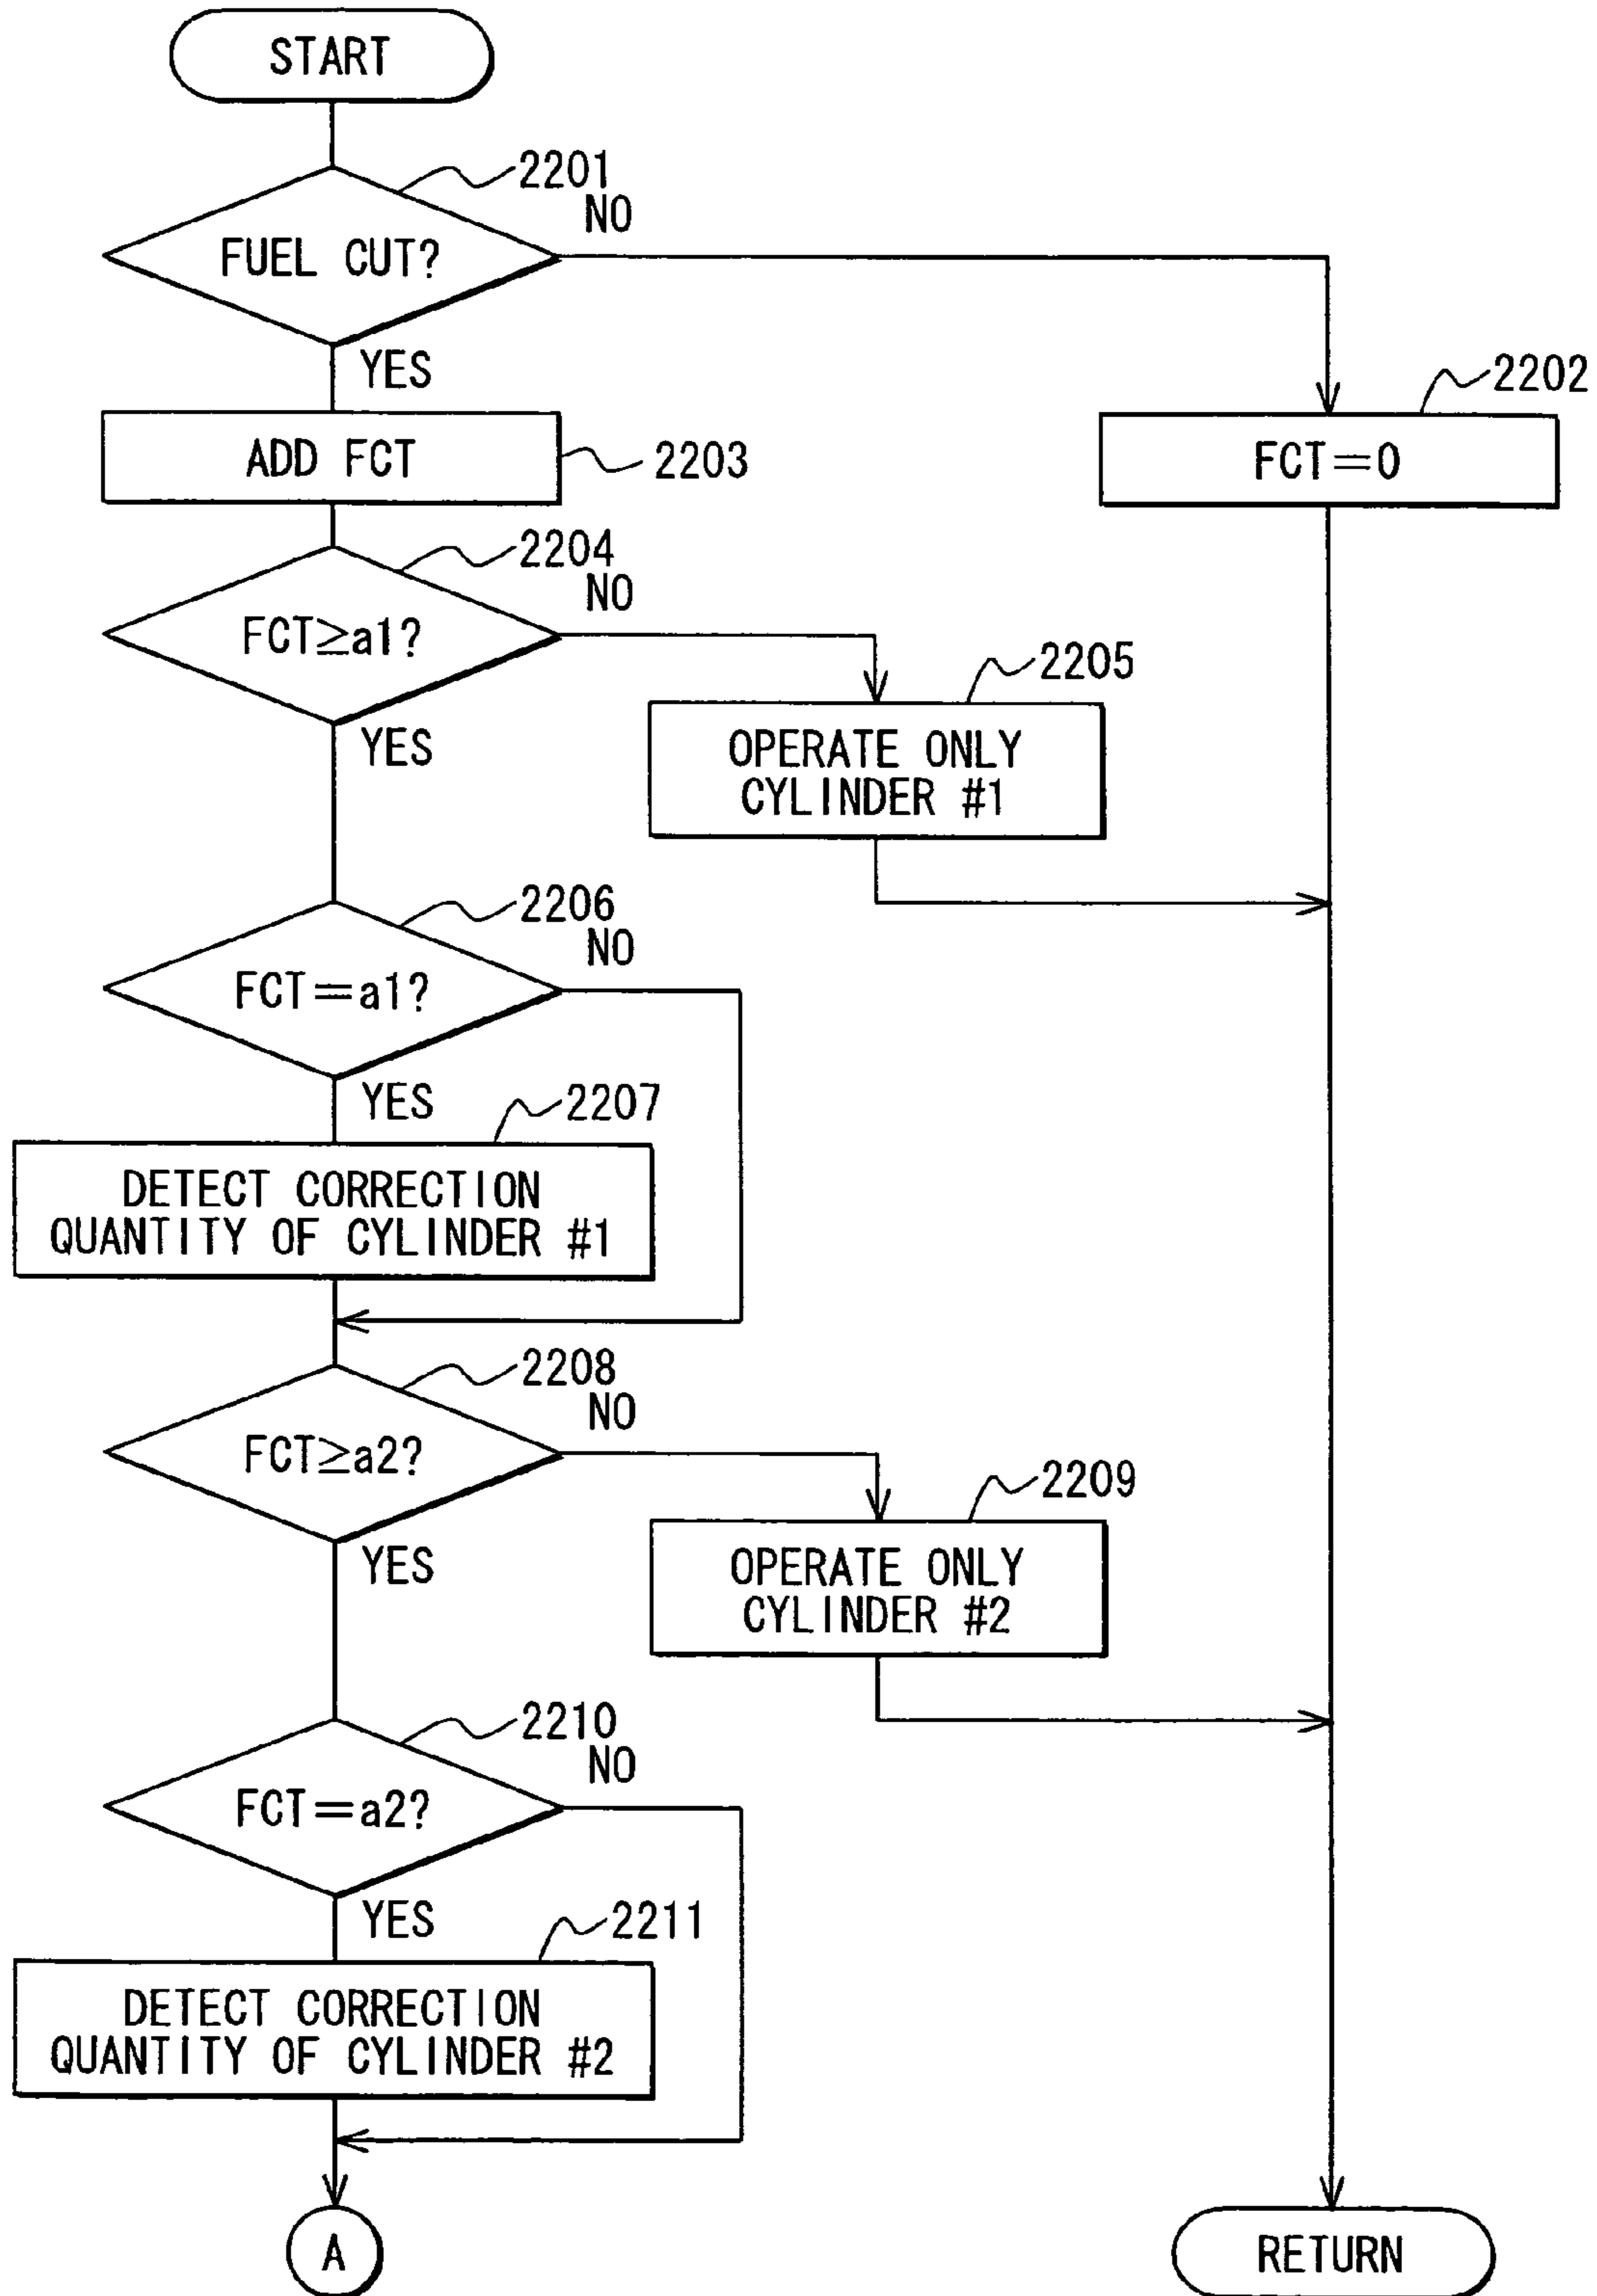 START
2201
NO
FUEL CUT?
YES
2202
ADD FCT
2203
FCT=0
2204
NO
FCT≧a1?
2205
YES
OPERATE ONLY
CYLINDER #1
2206
NO
FCT=a1?
YES
2207
DETECT CORRECTION
QUANTITY OF CYLINDER #1
2208
NO
FCT≧a2?
2209
YES
OPERATE ONLY
CYLINDER #2
2210
NO
FCT=a2?
YES
2211
DETECT CORRECTION
QUANTITY OF CYLINDER #2
A
RETURN